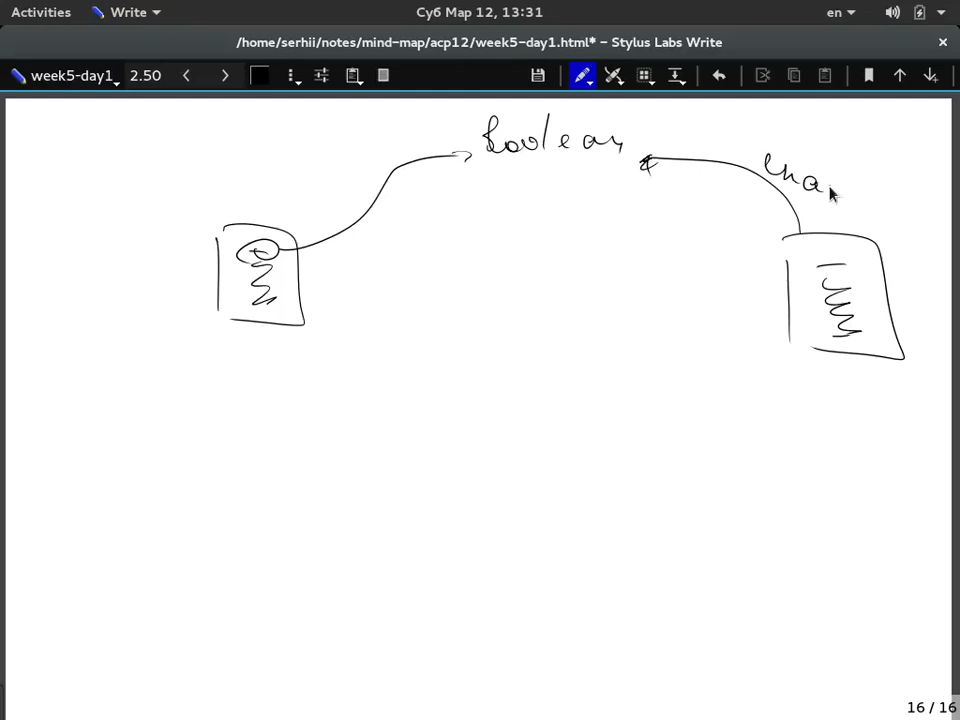 Activities
Write
Суб Мар 12, 13:31
en
/home/serhii/notes/mind-map/acp12/week5-day1.html* – Stylus Labs Write
week5-day1
2.50
boolean
cha
16 / 16